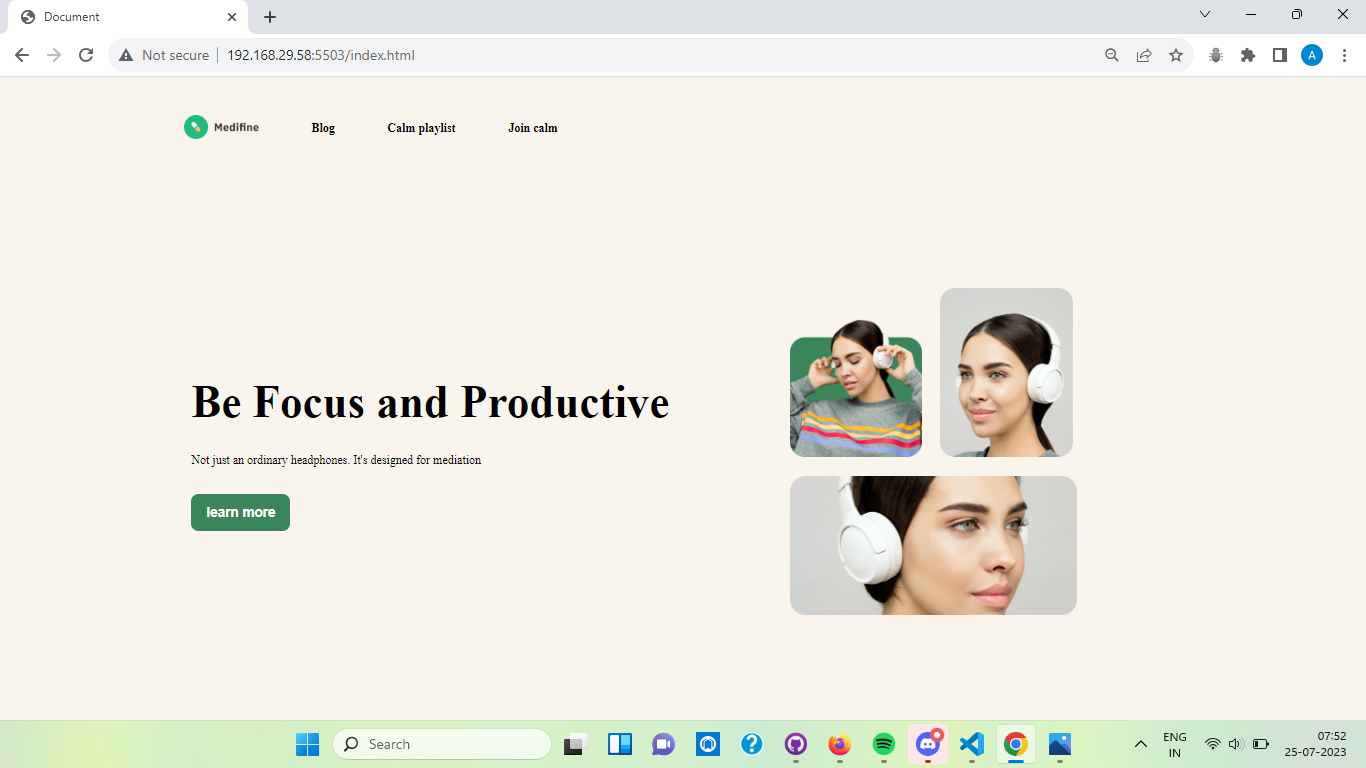 Document
Not secure
192.168.29.58:5503/index.html
A
Medifine
Blog
Calm playlist
Join calm
Be Focus and Productive
Not just an ordinary headphones. It's designed for mediation
learn more
Search
ENG
IN
07:52
25-07-2023